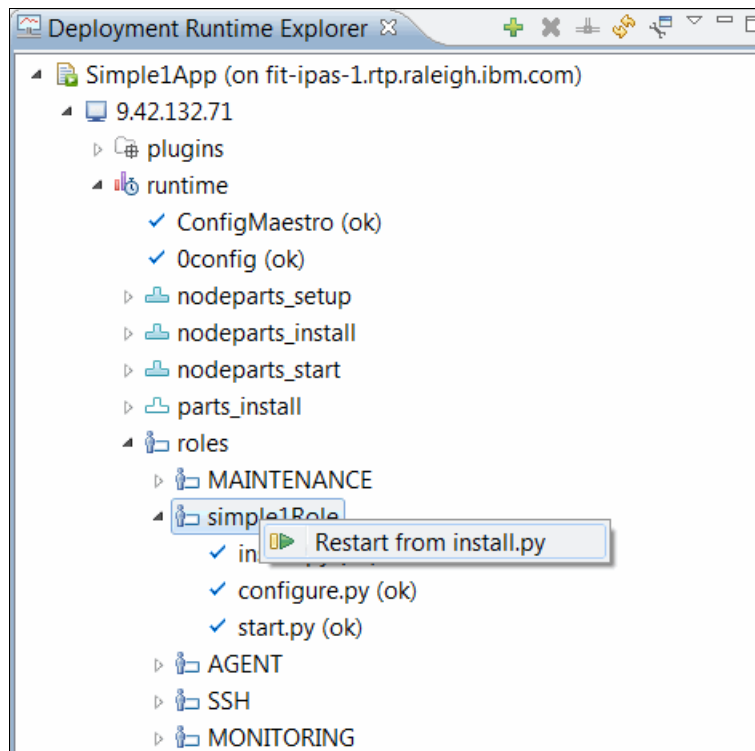 Deployment Runtime Explorer
Simple1App (on fit-ipas-1.rtp.raleigh.ibm.com)
9.42.132.71
plugins
runtime
ConfigMaestro (ok)
0config (ok)
nodeparts_setup
nodeparts_install
nodeparts_start
parts_install
roles
MAINTENANCE
simple1Role
Restart from install.py
configure.py (ok)
start.py (ok)
AGENT
SSH
MONITORING